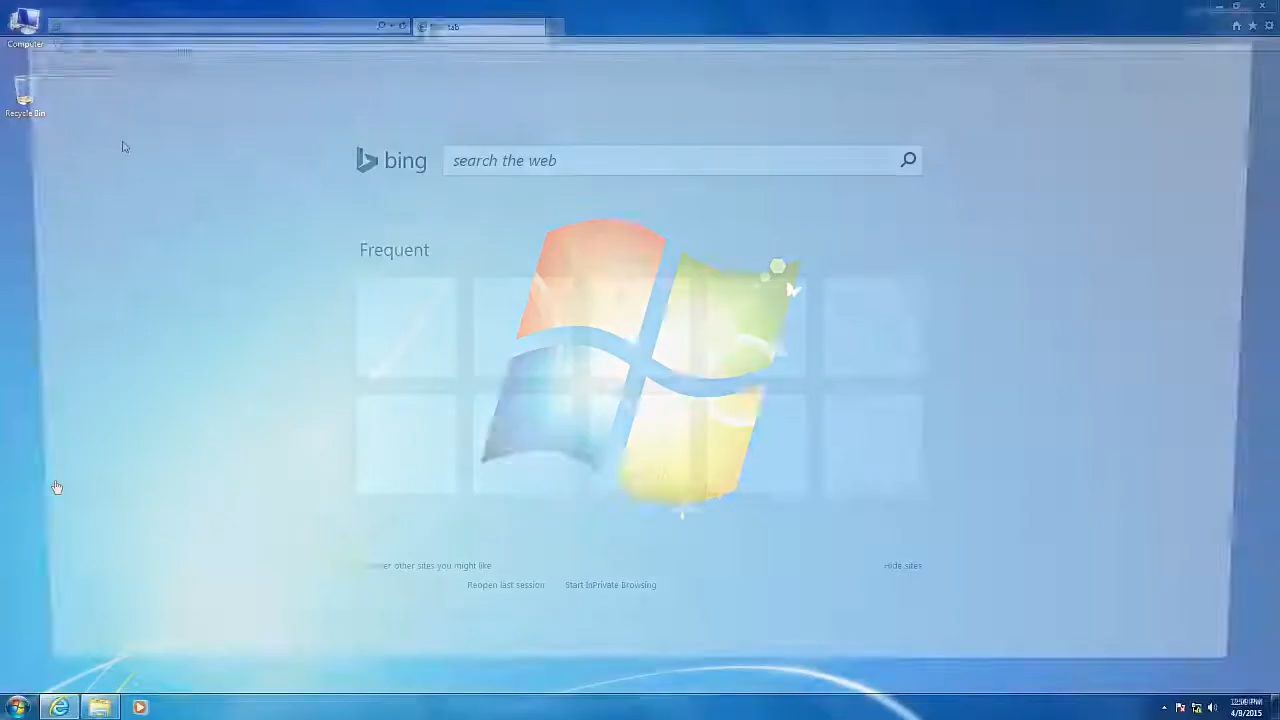 Computer
tab
Recycle Bin
bing
search the web
Frequent
other sites you might like
Hide sites
Reopen last session
Start InPrivate Browsing
4/8/2015